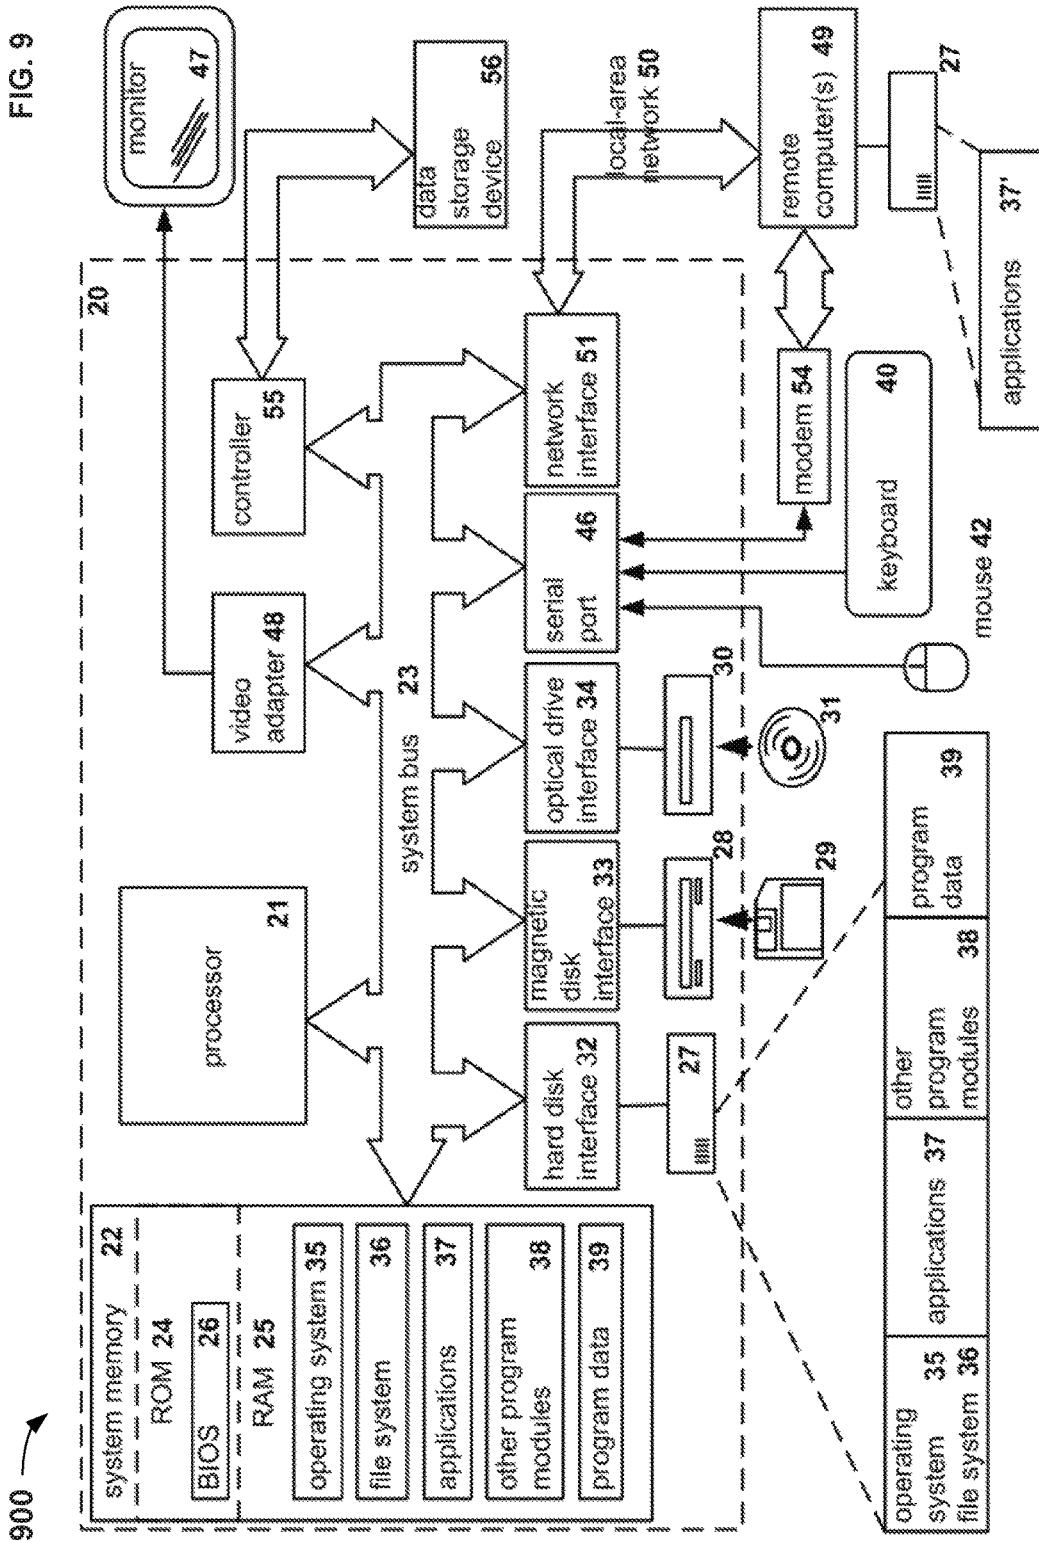 FIG. 9
900
20
system memory 22
ROM 24
BIOS 26
RAM 25
operating system 35
file system 36
applications 37
other program
modules 38
program data 39
processor
21
video
adapter 48
controller
55
monitor
47
system bus 23
data
storage
device 56
hard disk
interface 32
magnetic
disk
interface 33
optical drive
interface 34
serial
port 46
network
interface 51
local-area
network 50
27
28
30
29
31
modem 54
remote
computer(s) 49
keyboard 40
mouse 42
27
applications 37'
operating
system 35
file system 36
applications 37
other
program
modules 38
program
data 39